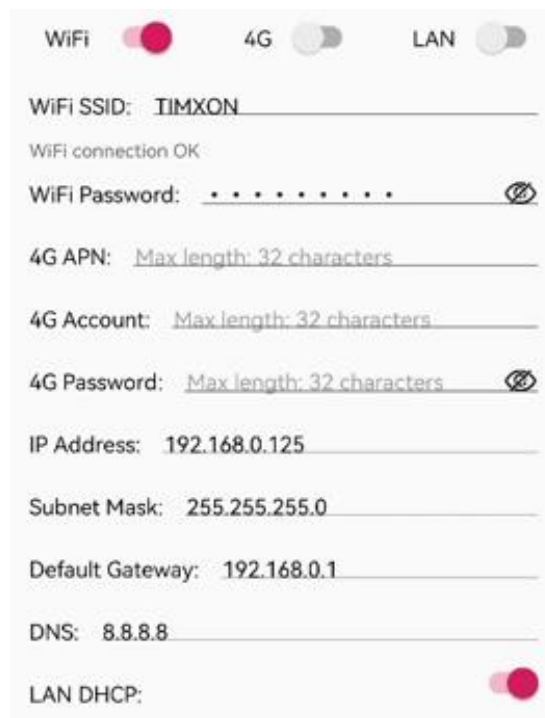 WiFi 4G LAN
WiFi SSID: TIMXON
WiFi connection OK
WiFi Password: • • • • • • • • •
4G APN: Max length: 32 characters
4G Account: Max length: 32 characters
4G Password: Max length: 32 characters
IP Address: 192.168.0.125
Subnet Mask: 255.255.255.0
Default Gateway: 192.168.0.1
DNS: 8.8.8.8
LAN DHCP: